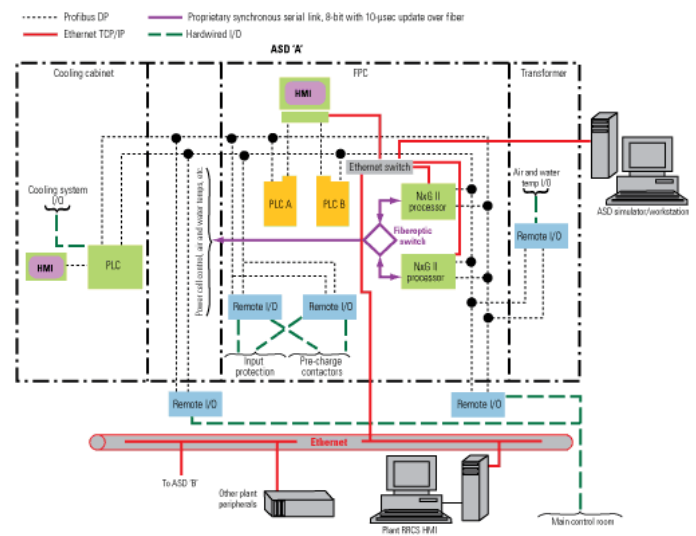 Profibus DP
Proprietary synchronous serial link, 8-bit with 10-µsec update over fiber
Ethernet TCP/IP
Hardwired I/O
ASD 'A'
Cooling cabinet
FPC
Transformer
HMI
Ethernet switch
Cooling system
I/O
HMI
PLC
Power cell control, air and water temps, etc.
PLC A
PLC B
NxG II
processor
Fiberoptic
switch
NxG II
processor
Air and water
temp I/O
Remote I/O
ASD simulator/workstation
Remote I/O
Remote I/O
Input
protection
Pre-charge
contactors
Remote I/O
Remote I/O
Ethernet
To ASD 'B'
Other plant
peripherals
Plant RRCS HMI
Main control room